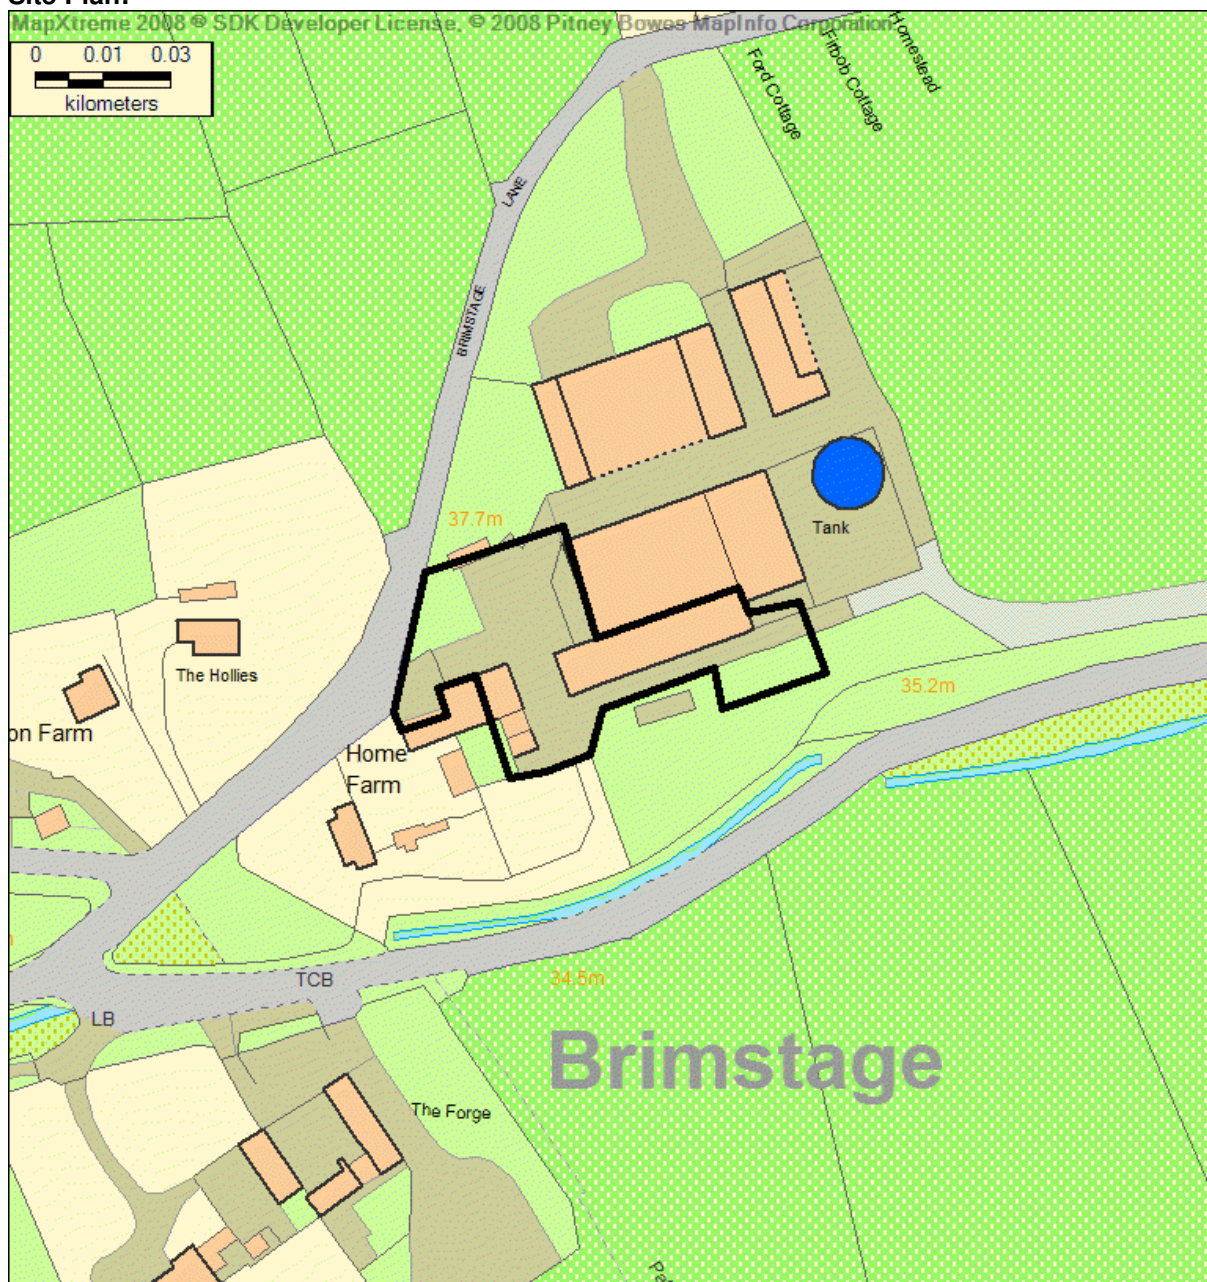 Site Plan:
MapXtreme 2008 ® SDK Developer License. © 2008 Pitney Bowes MapInfo Corporation.
0 0.01 0.03
kilometers
Homestead
Firbob Cottage
Ford Cottage
LANE
BRIMSTAGE
37.7m
Tank
The Hollies
35.2m
on Farm
Home
Farm
TCB
34.5m
LB
Brimstage
The Forge